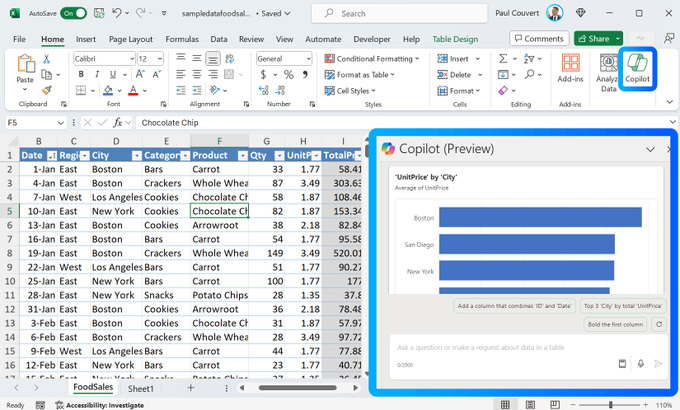 AutoSave On sampledatafoodsal... • Saved Search Paul Couvert
File Home Insert Page Layout Formulas Data Review View Automate Developer Help Table Design Comments Share
Calibri 12 General Conditional Formatting Insert
Paste B I U A A $ % 9 Format as Table Delete Add-ins Analyze Data Copilot
Cell Styles Format
Clipboard Font Alignment Number Styles Cells Editing Add-ins
F5 fx Chocolate Chip
B C D E F G H I
1 Date Regi City Categor Product Qty UnitP TotalPr
2 1-Jan East Boston Bars Carrot 33 1.77 58.41
3 4-Jan East Boston Crackers Whole Whea 87 3.49 303.63
4 7-Jan West Los Angeles Cookies Chocolate Ch 58 1.87 108.46
5 10-Jan East New York Cookies Chocolate Ch 82 1.87 153.34
6 13-Jan East Boston Cookies Arrowroot 38 2.18 82.84
7 16-Jan East Boston Bars Carrot 54 1.77 95.58
8 19-Jan East Boston Crackers Whole Whea 149 3.49 520.01
9 22-Jan West Los Angeles Bars Carrot 51 1.77 90.27
10 25-Jan East New York Bars Carrot 100 1.77 177
11 28-Jan East New York Snacks Potato Chips 28 1.35 37.8
12 31-Jan East Boston Cookies Arrowroot 36 2.18 78.48
13 3-Feb East Boston Cookies Chocolate Ch 31 1.87 57.97
14 6-Feb East Boston Crackers Whole Whea 28 3.49 97.72
15 9-Feb West Los Angeles Bars Carrot 44 1.77 77.88
16 12-Feb East New York Bars Carrot 23 1.77 40.71
Copilot (Preview)
'UnitPrice' by 'City'
Average of UnitPrice
Boston
San Diego
New York
Add a column that combines 'ID' and 'Date' Top 3 'City' by total 'UnitPrice'
Bold the first column
Ask a question or make a request about data in a table
0/2000
FoodSales Sheet1
Ready Accessibility: Investigate 110%